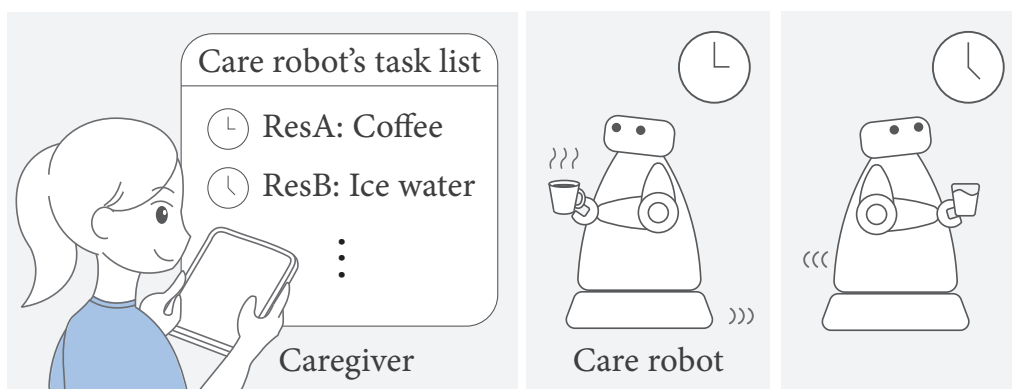 Care robot’s task list
ResA: Coffee
ResB: Ice water
Caregiver
Care robot